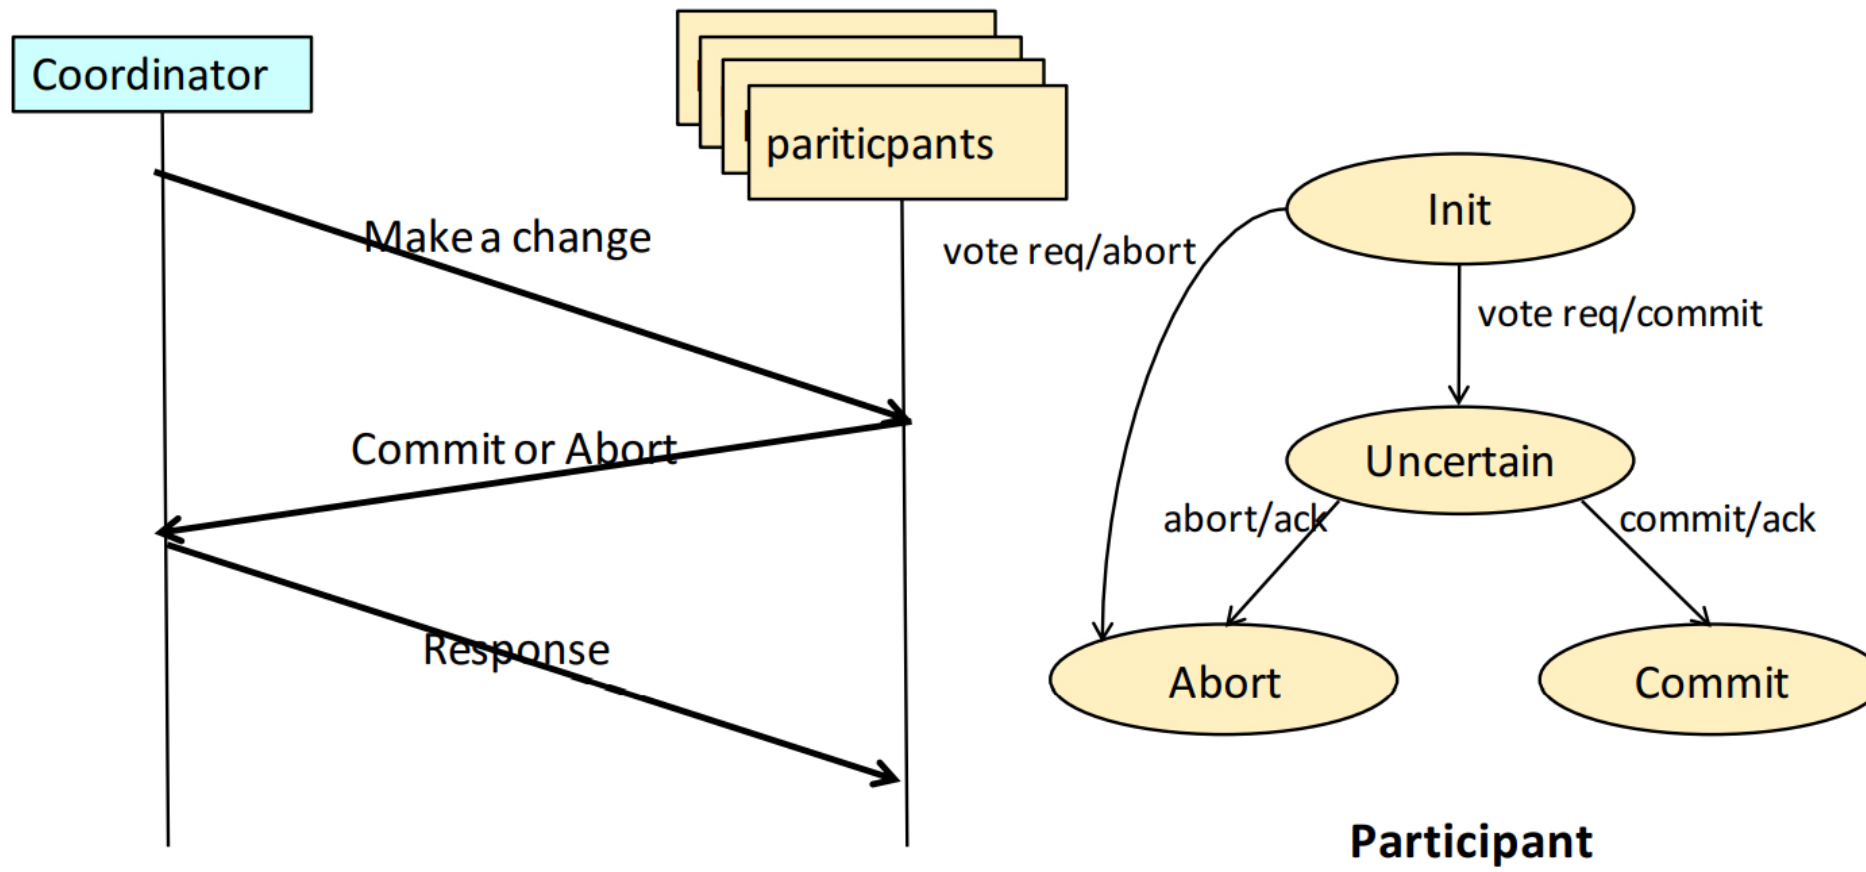 Coordinator
pariticpants
Make a change
Commit or Abort
Response
Init
vote req/abort
vote req/commit
Uncertain
abort/ack
commit/ack
Abort
Commit
Participant